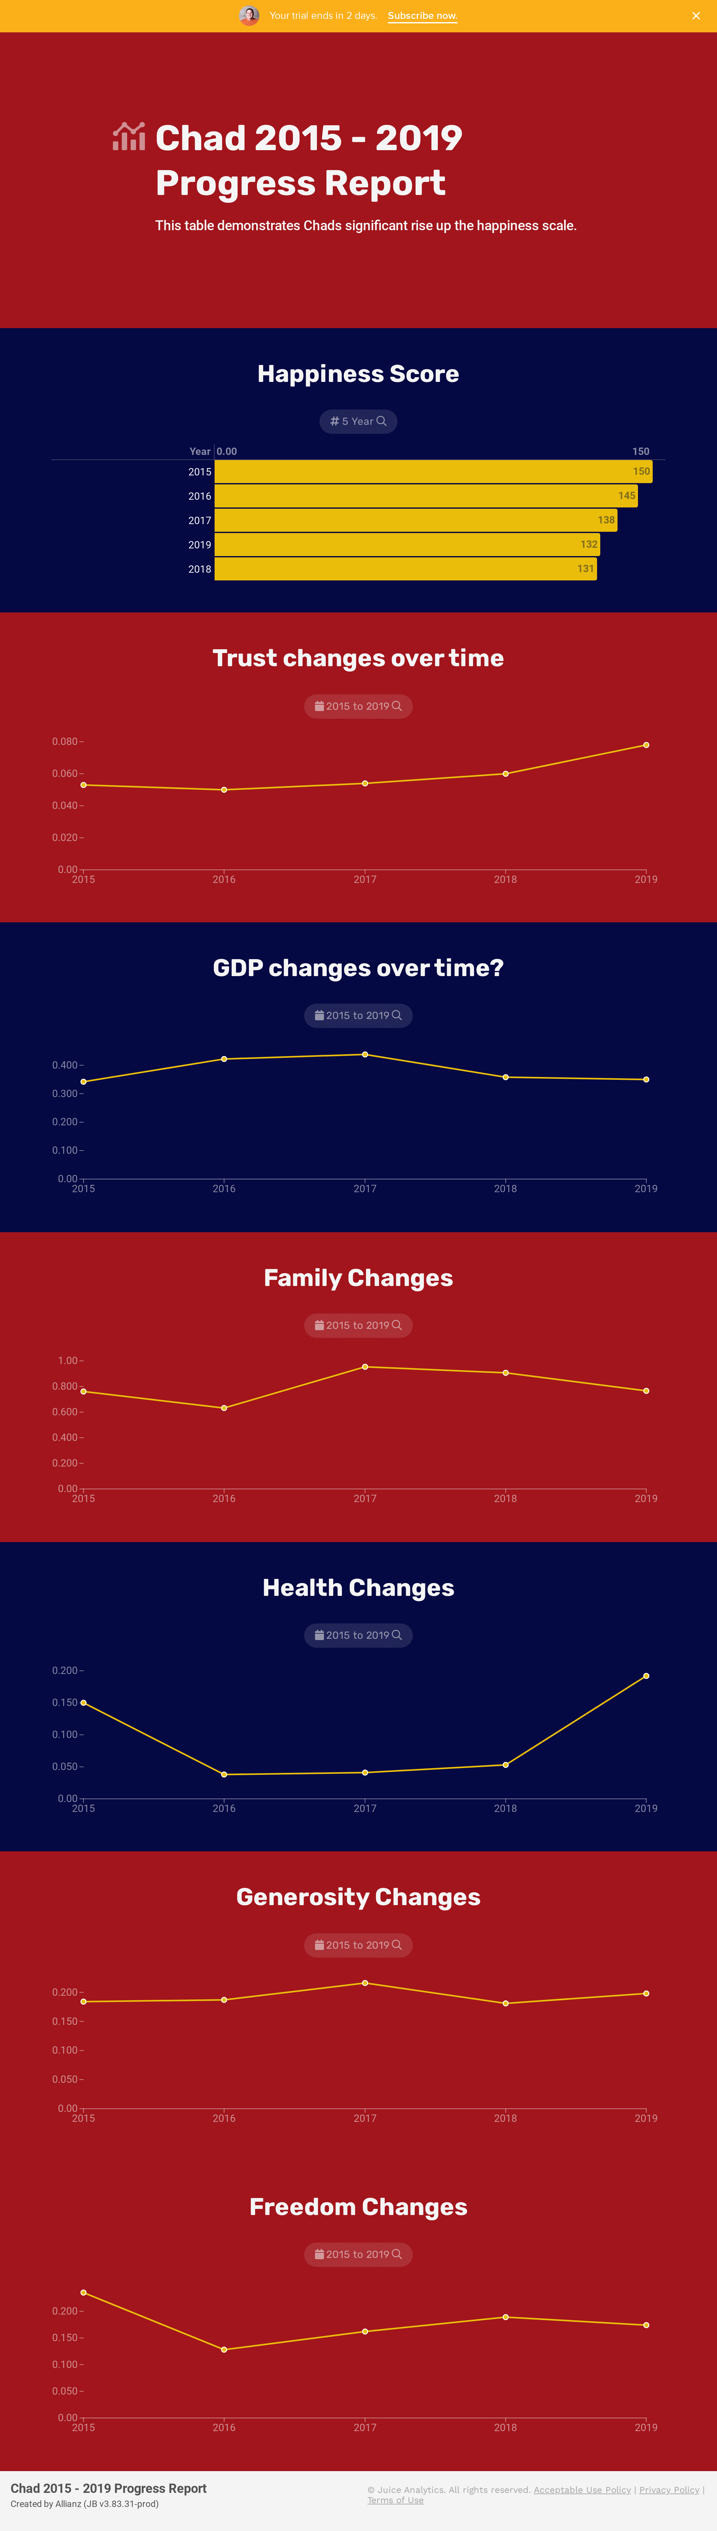 Your trial ends in 2 days. Subscribe now.
Chad 2015 - 2019
Progress Report
This table demonstrates Chads significant rise up the happiness scale.
Happiness Score
5 Year
Year 0.00 150
2015 150
2016 145
2017 138
2019 132
2018 131
Trust changes over time
2015 to 2019
0.080
0.060
0.040
0.020
0.00
2015 2016 2017 2018 2019
GDP changes over time?
2015 to 2019
0.400
0.300
0.200
0.100
0.00
2015 2016 2017 2018 2019
Family Changes
2015 to 2019
1.00
0.800
0.600
0.400
0.200
0.00
2015 2016 2017 2018 2019
Health Changes
2015 to 2019
0.200
0.150
0.100
0.050
0.00
2015 2016 2017 2018 2019
Generosity Changes
2015 to 2019
0.200
0.150
0.100
0.050
0.00
2015 2016 2017 2018 2019
Freedom Changes
2015 to 2019
0.200
0.150
0.100
0.050
0.00
2015 2016 2017 2018 2019
Chad 2015 - 2019 Progress Report
Created by Allianz (JB v3.83.31-prod)
© Juice Analytics. All rights reserved. Acceptable Use Policy | Privacy Policy |
Terms of Use